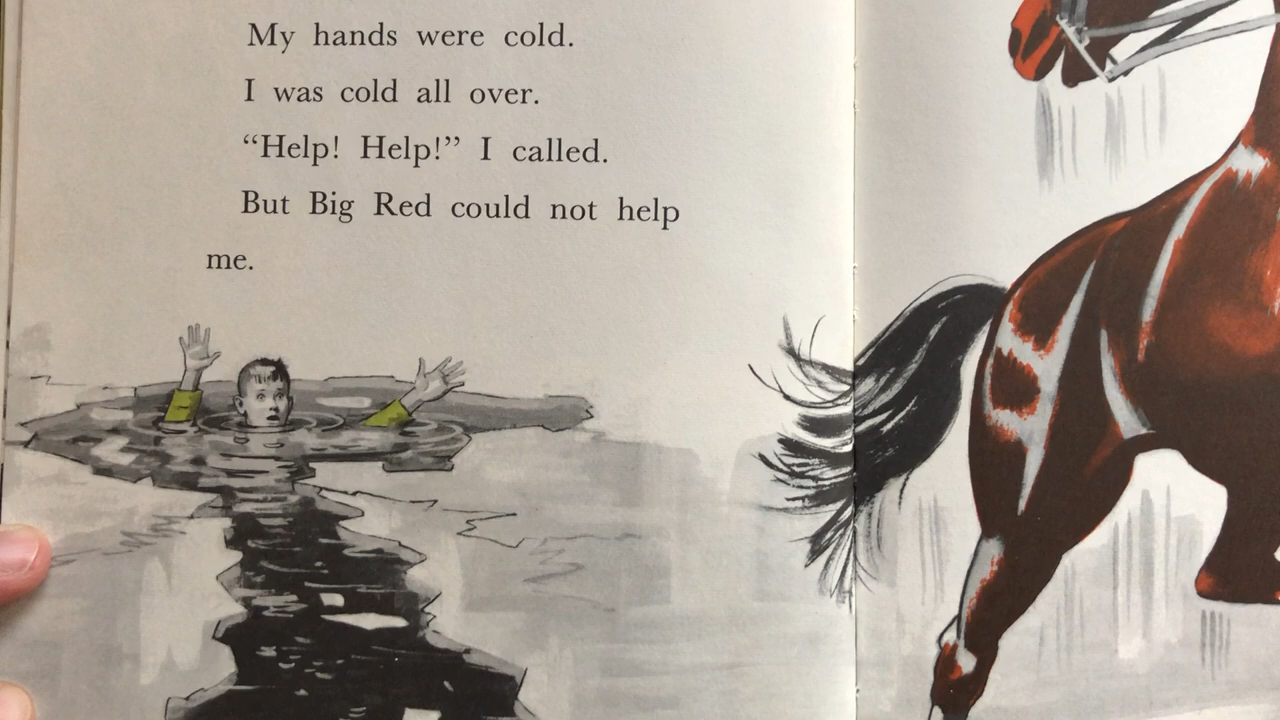 My hands were cold.
I was cold all over.
“Help! Help!” I called.
But Big Red could not help
me.